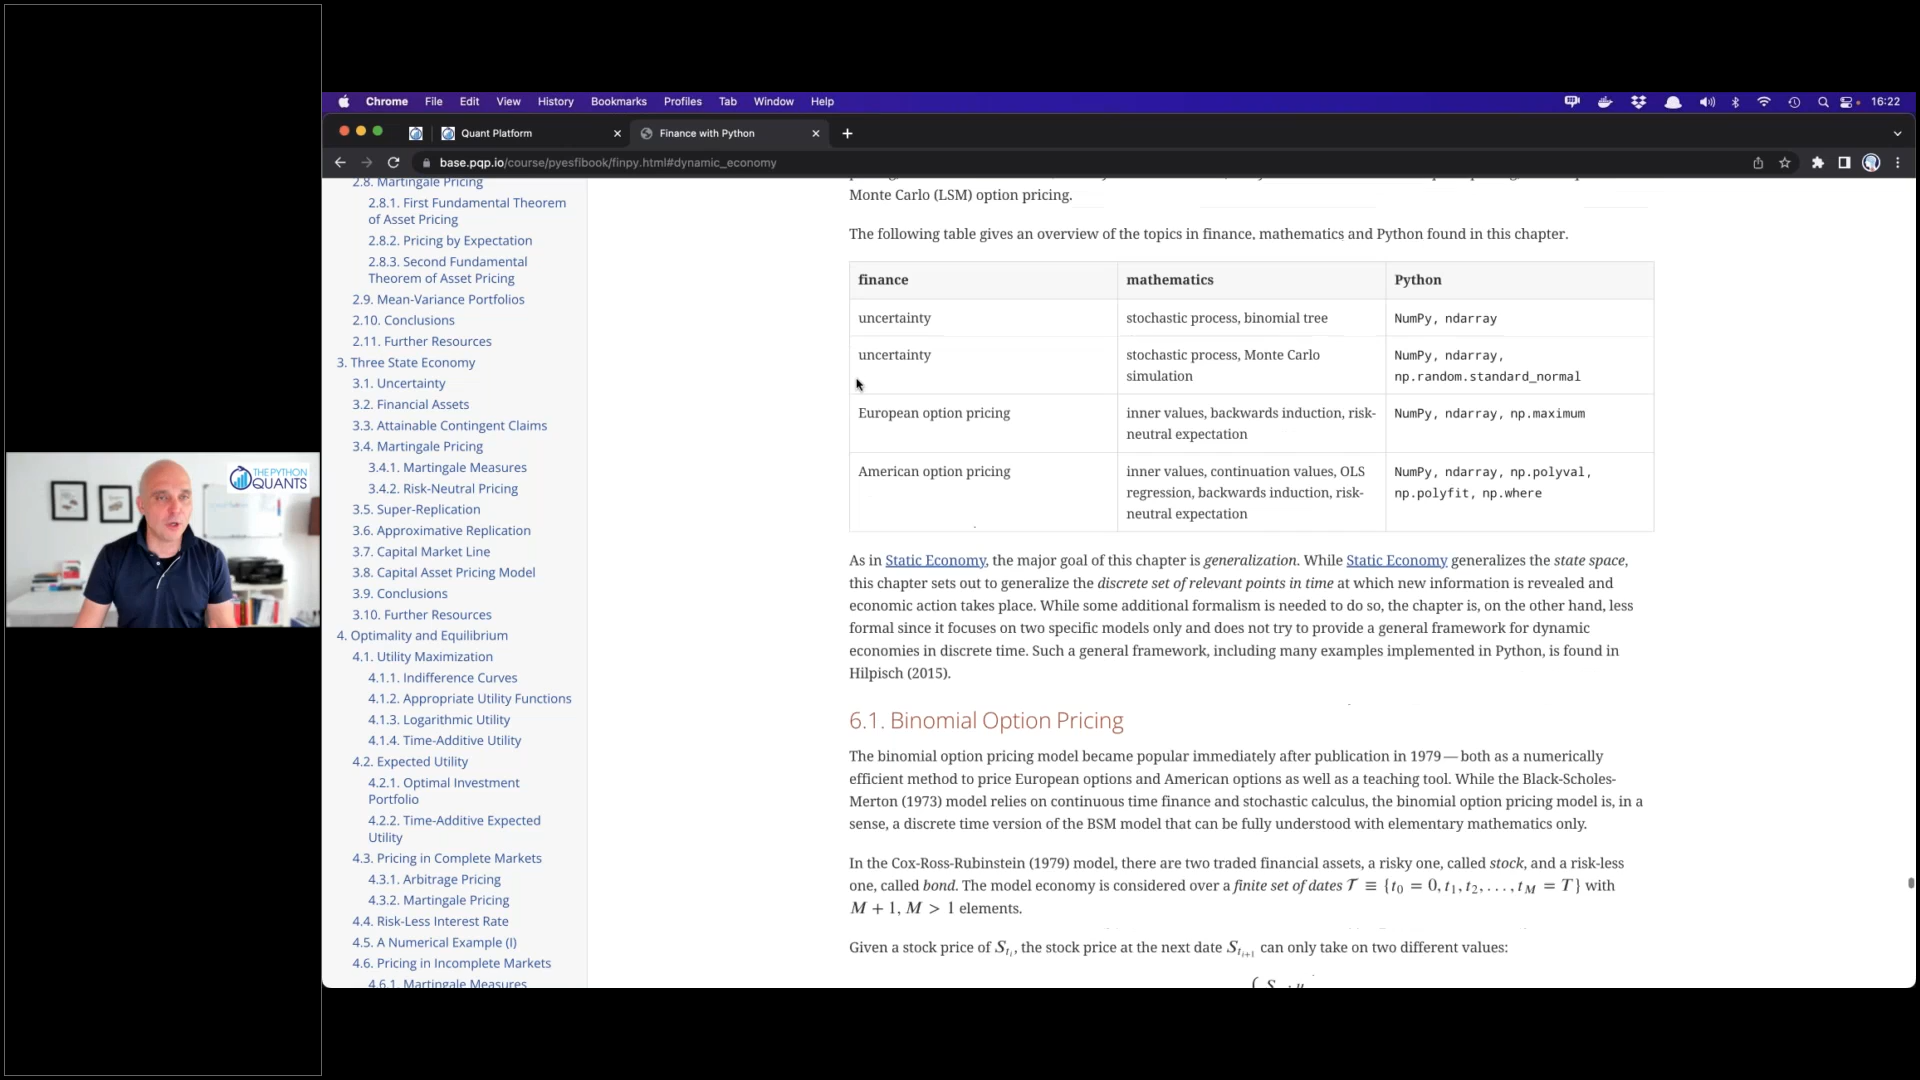 Chrome File Edit View History Bookmarks Profiles Tab Window Help 16:22
Quant Platform
Finance with Python
base.pqp.io/course/pyesfibook/finpy.html#dynamic_economy
2.8. Martingale Pricing
2.8.1. First Fundamental Theorem
of Asset Pricing
2.8.2. Pricing by Expectation
2.8.3. Second Fundamental
Theorem of Asset Pricing
2.9. Mean-Variance Portfolios
2.10. Conclusions
2.11. Further Resources
3. Three State Economy
3.1. Uncertainty
3.2. Financial Assets
3.3. Attainable Contingent Claims
3.4. Martingale Pricing
3.4.1. Martingale Measures
3.4.2. Risk-Neutral Pricing
3.5. Super-Replication
3.6. Approximative Replication
3.7. Capital Market Line
3.8. Capital Asset Pricing Model
3.9. Conclusions
3.10. Further Resources
4. Optimality and Equilibrium
4.1. Utility Maximization
4.1.1. Indifference Curves
4.1.2. Appropriate Utility Functions
4.1.3. Logarithmic Utility
4.1.4. Time-Additive Utility
4.2. Expected Utility
4.2.1. Optimal Investment
Portfolio
4.2.2. Time-Additive Expected
Utility
4.3. Pricing in Complete Markets
4.3.1. Arbitrage Pricing
4.3.2. Martingale Pricing
4.4. Risk-Less Interest Rate
4.5. A Numerical Example (I)
4.6. Pricing in Incomplete Markets
4.6.1. Martingale Measures
Monte Carlo (LSM) option pricing.
The following table gives an overview of the topics in finance, mathematics and Python found in this chapter.
finance mathematics Python
uncertainty stochastic process, binomial tree NumPy, ndarray
uncertainty stochastic process, Monte Carlo NumPy, ndarray,
simulation np.random.standard_normal
European option pricing inner values, backwards induction, risk- NumPy, ndarray, np.maximum
neutral expectation
American option pricing inner values, continuation values, OLS NumPy, ndarray, np.polyval,
regression, backwards induction, risk- np.polyfit, np.where
neutral expectation
As in Static Economy, the major goal of this chapter is generalization. While Static Economy generalizes the state space,
this chapter sets out to generalize the discrete set of relevant points in time at which new information is revealed and
economic action takes place. While some additional formalism is needed to do so, the chapter is, on the other hand, less
formal since it focuses on two specific models only and does not try to provide a general framework for dynamic
economies in discrete time. Such a general framework, including many examples implemented in Python, is found in
Hilpisch (2015).
6.1. Binomial Option Pricing
The binomial option pricing model became popular immediately after publication in 1979 — both as a numerically
efficient method to price European options and American options as well as a teaching tool. While the Black-Scholes-
Merton (1973) model relies on continuous time finance and stochastic calculus, the binomial option pricing model is, in a
sense, a discrete time version of the BSM model that can be fully understood with elementary mathematics only.
In the Cox-Ross-Rubinstein (1979) model, there are two traded financial assets, a risky one, called stock, and a risk-less
one, called bond. The model economy is considered over a finite set of dates 𝒯 ≡ {t₀ = 0, t₁, t₂, . . . , t_M = T} with
M + 1, M > 1 elements.
Given a stock price of S_{t_i}, the stock price at the next date S_{t_{i+1}} can only take on two different values:
THE PYTHON
QUANTS